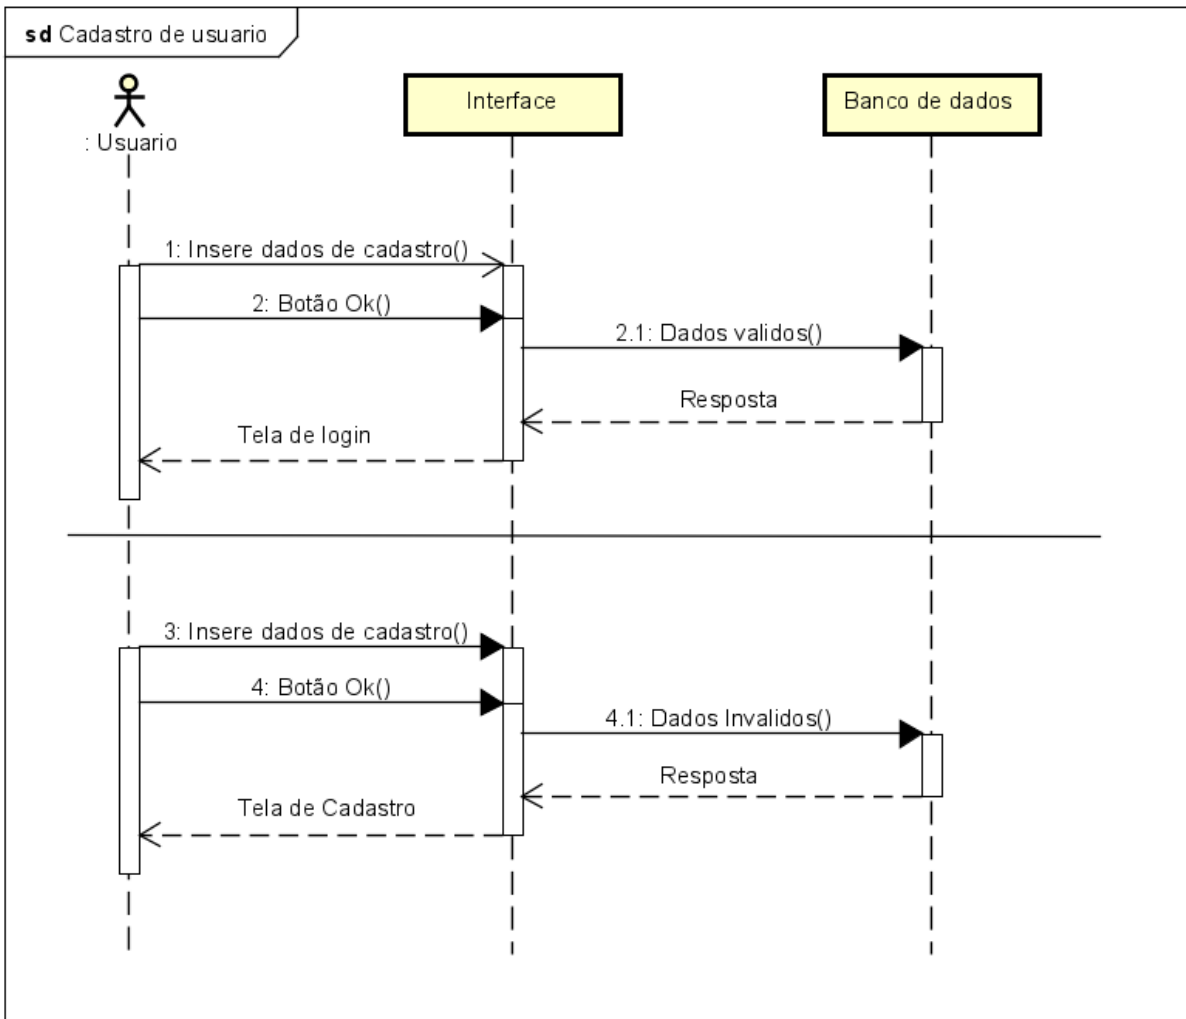 sd Cadastro de usuario
: Usuario
Interface
Banco de dados
1: Insere dados de cadastro()
2: Botão Ok()
2.1: Dados validos()
Resposta
Tela de login
3: Insere dados de cadastro()
4: Botão Ok()
4.1: Dados Invalidos()
Resposta
Tela de Cadastro